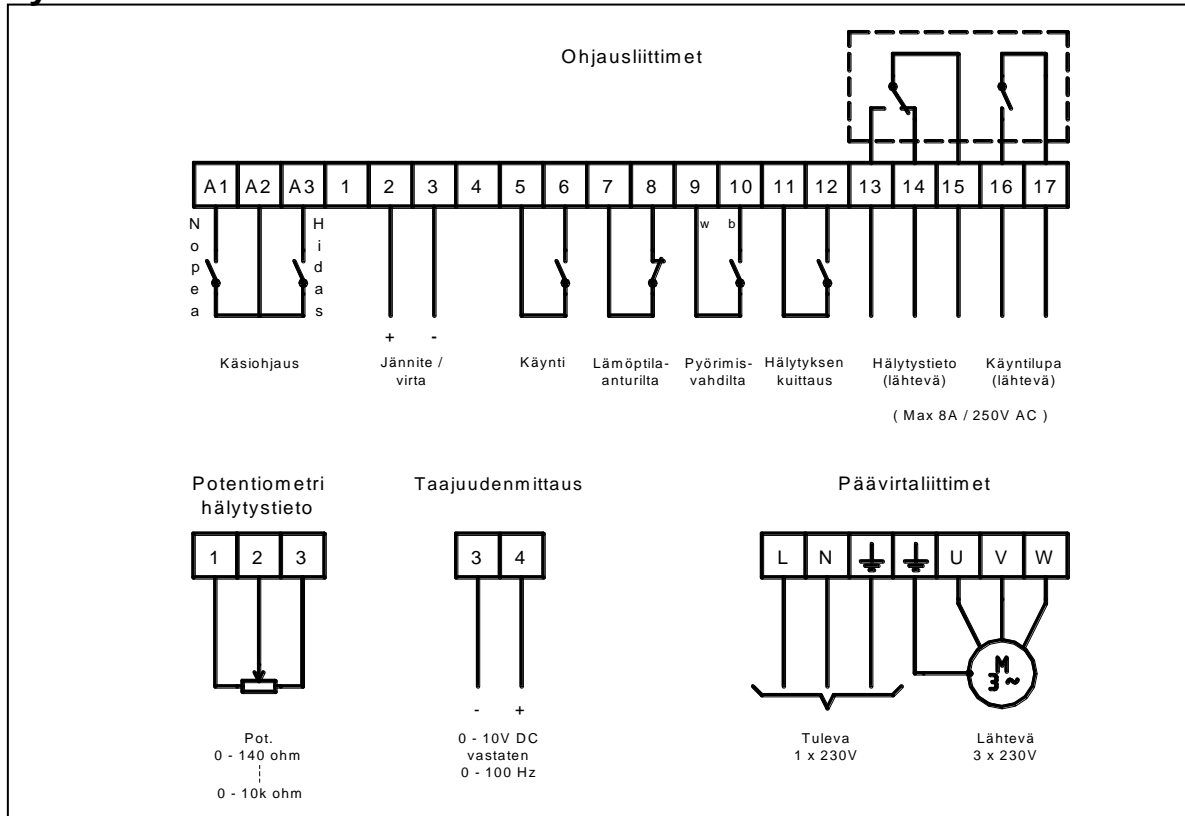 Ohjausliittimet
A1 A2 A3 1 2 3 4 5 6 7 8 9 10 11 12 13 14 15 16 17
Nopea
Hidas
w b
+ -
Käsiohjaus
Jännite /
virta
Käynti
Lämöptila-
anturilta
Pyörimis-
vahdilta
Hälytyksen
kuittaus
Hälytystieto
(lähtevä)
Käyntilupa
(lähtevä)
( Max 8A / 250V AC )
Potentiometri
hälytystieto
1 2 3
Pot.
0 - 140 ohm
0 - 10k ohm
Taajuudenmittaus
3 4
- +
0 - 10V DC
vastaten
0 - 100 Hz
Päävirtaliittimet
L N U V W
M
3 ~
Tuleva
1 x 230V
Lähtevä
3 x 230V